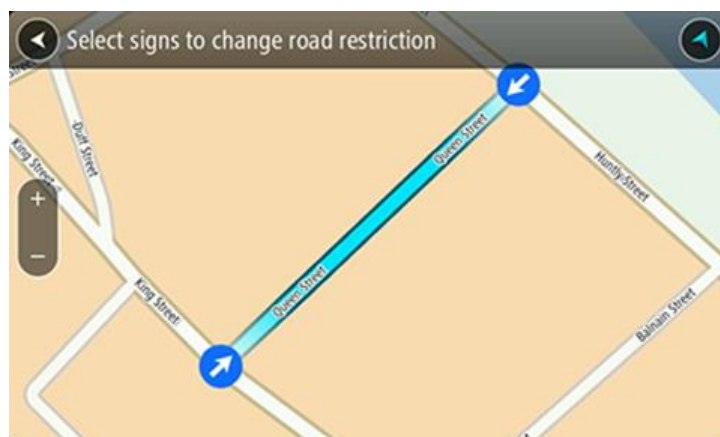 Select signs to change road restriction
Street
Duff Street
King Street
Queen Street
Huntly Street
Queen Street
King Street
Balnain Street
+
−